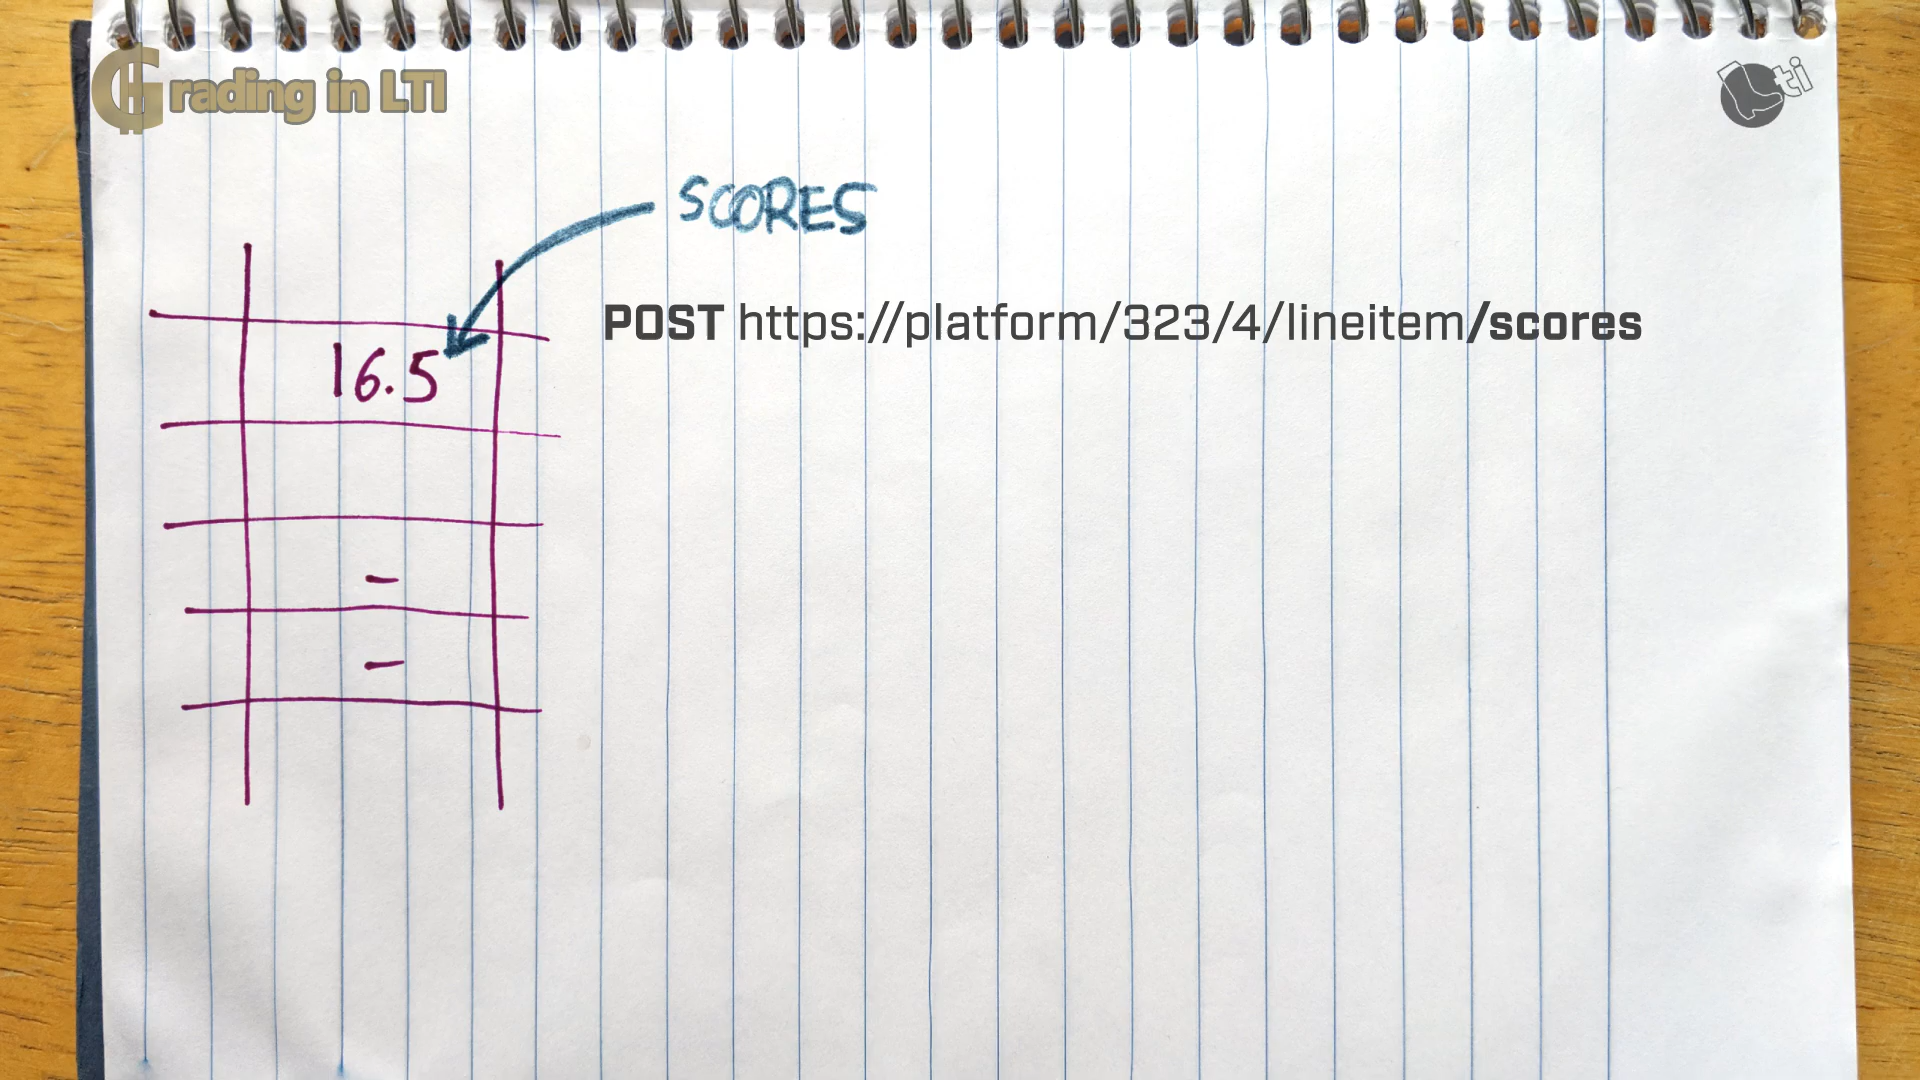 Grading in LTI
Lti
SCORES
POST https://platform/323/4/lineitem/scores
16.5
-
-